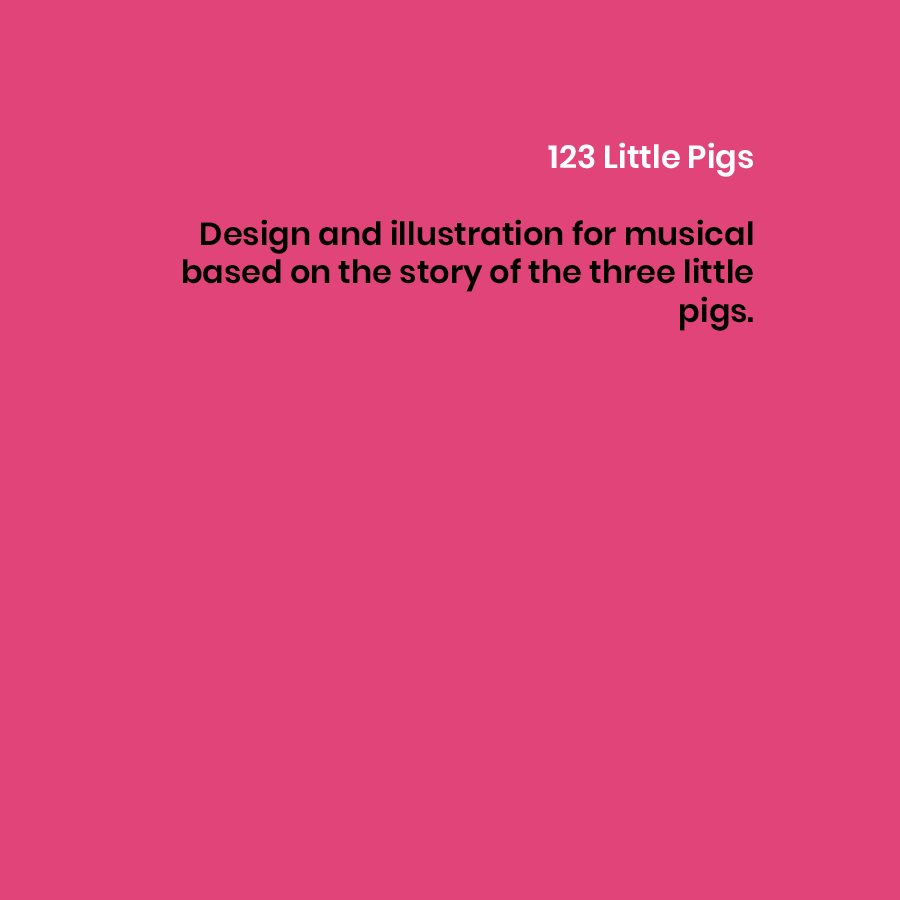 123 Little Pigs
Design and illustration for musical
based on the story of the three little
pigs.